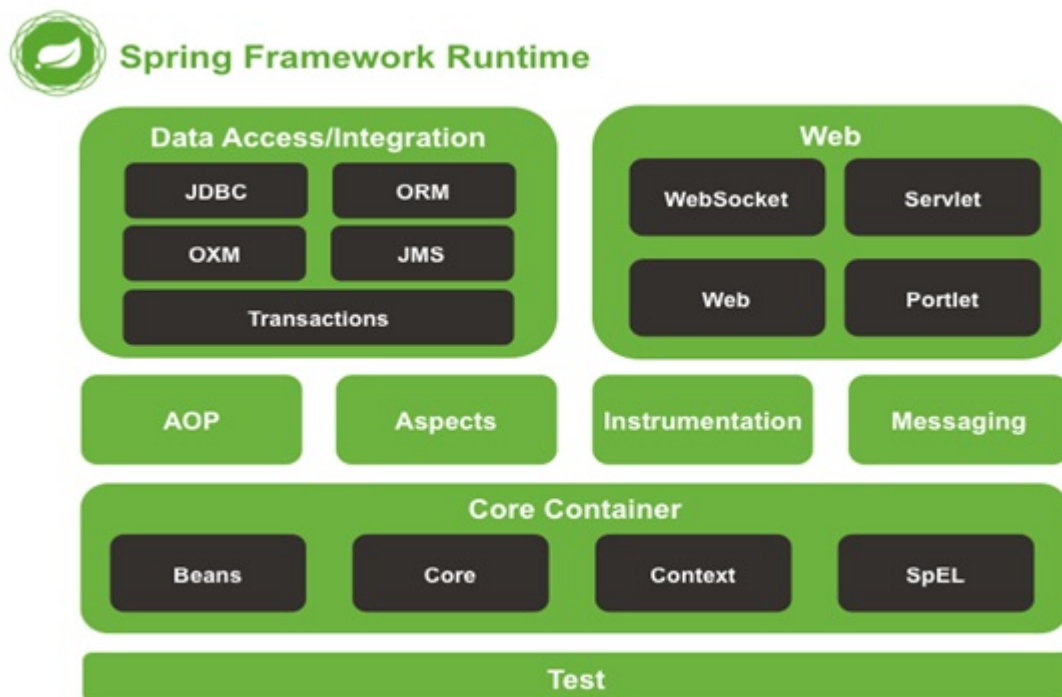 Spring Framework Runtime
Data Access/Integration
JDBC ORM
OXM JMS
Transactions
Web
WebSocket Servlet
Web Portlet
AOP Aspects Instrumentation Messaging
Core Container
Beans Core Context SpEL
Test